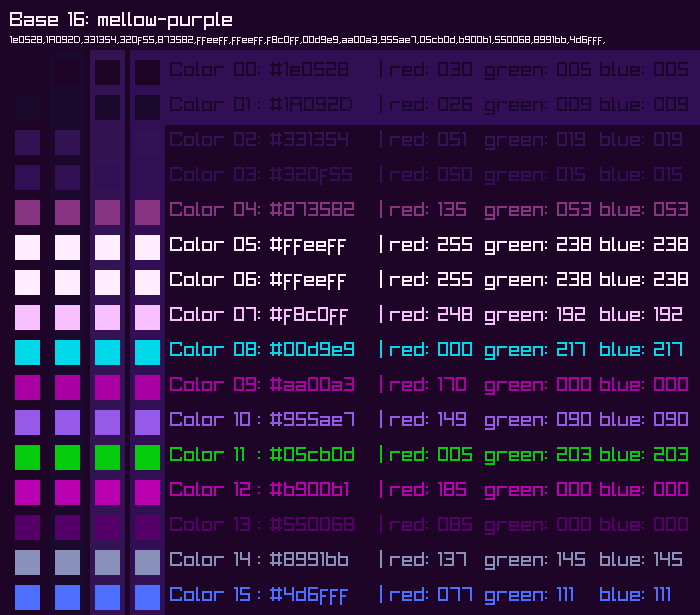 Base 16: mellow-purple
1e0528,1A092D,331354,320f55,873582,ffeeff,ffeeff,f8c0ff,00d9e9,aa00a3,955ae7,05cb0d,b900b1,550068,8991bb,4d6fff,
Color 00: #1e0528 | red: 030 green: 005 blue: 005
Color 01 : #1A092D | red: 026 green: 009 blue: 009
Color 02: #331354 | red: 051 green: 019 blue: 019
Color 03: #320f55 | red: 050 green: 015 blue: 015
Color 04: #873582 | red: 135 green: 053 blue: 053
Color 05: #ffeeff | red: 255 green: 238 blue: 238
Color 06: #ffeeff | red: 255 green: 238 blue: 238
Color 07: #f8c0ff | red: 248 green: 192 blue: 192
Color 08: #00d9e9 | red: 000 green: 217 blue: 217
Color 09: #aa00a3 | red: 170 green: 000 blue: 000
Color 10 : #955ae7 | red: 149 green: 090 blue: 090
Color 11 : #05cb0d | red: 005 green: 203 blue: 203
Color 12 : #b900b1 | red: 185 green: 000 blue: 000
Color 13 : #550068 | red: 085 green: 000 blue: 000
Color 14 : #8991bb | red: 137 green: 145 blue: 145
Color 15 : #4d6fff | red: 077 green: 111 blue: 111